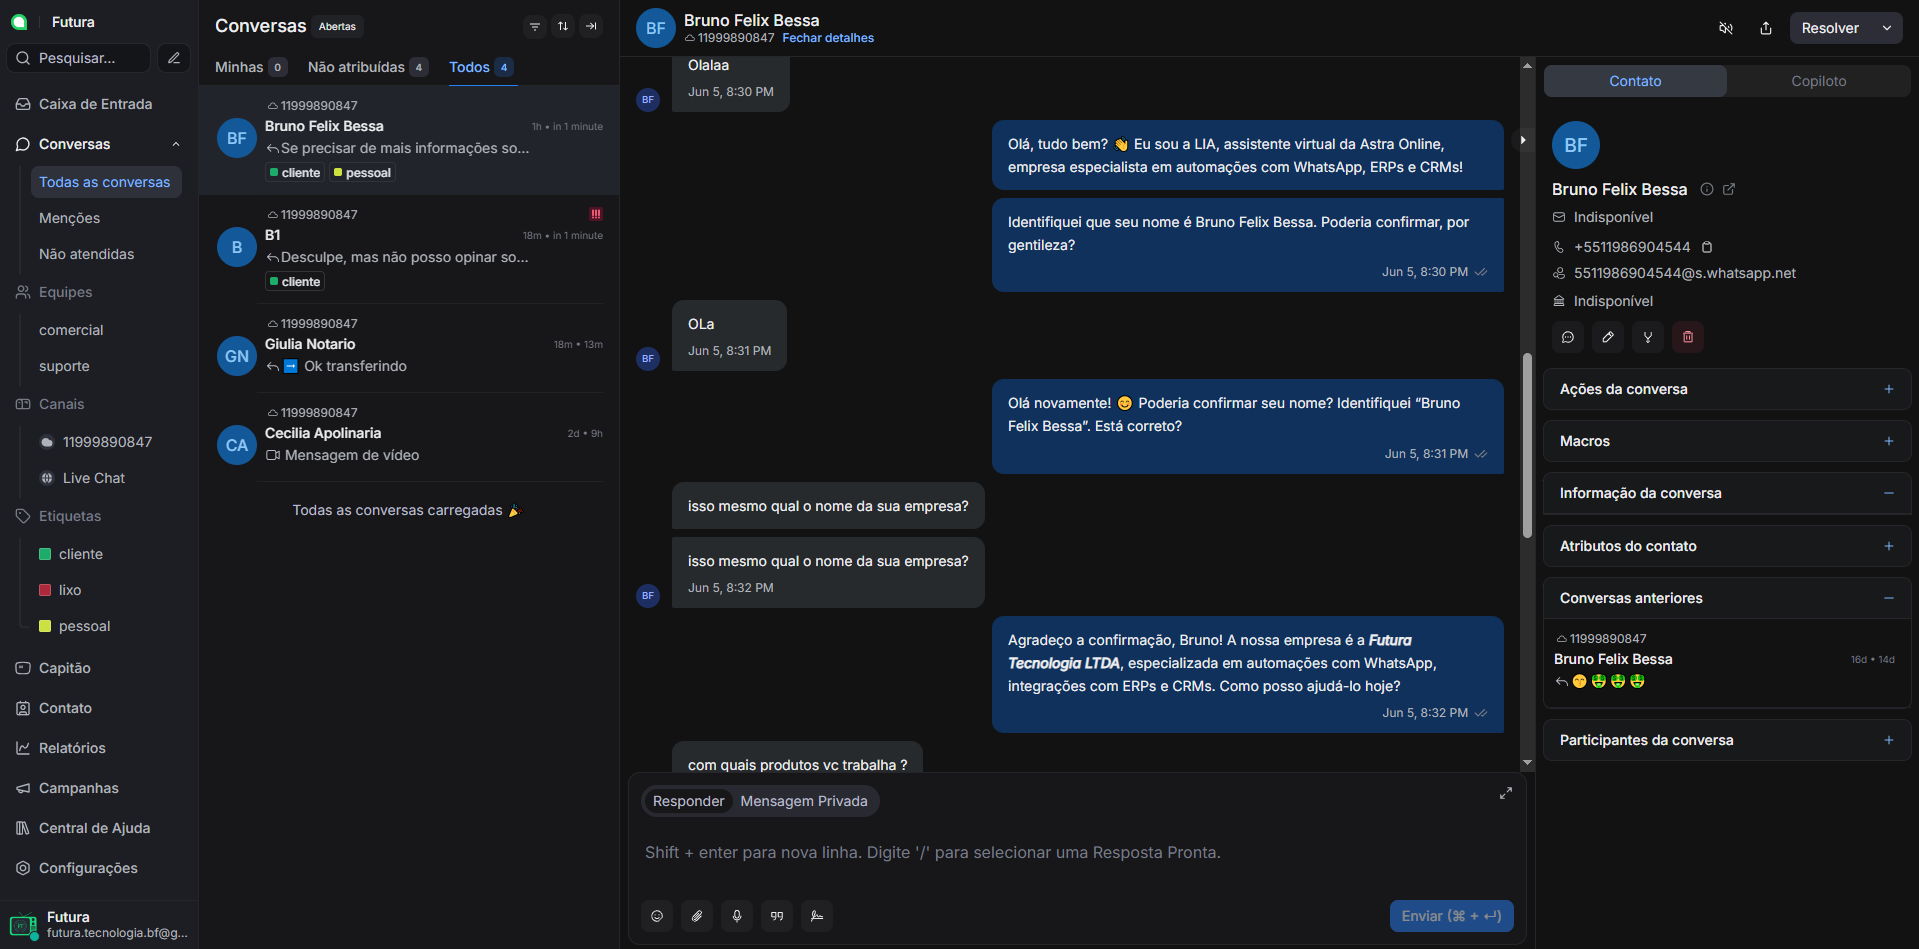 Futura
Pesquisar...
Caixa de Entrada
Conversas
Todas as conversas
Menções
Não atendidas
Equipes
comercial
suporte
Canais
11999890847
Live Chat
Etiquetas
cliente
lixo
pessoal
Capitão
Contato
Relatórios
Campanhas
Central de Ajuda
Configurações
Futura
futura.tecnologia.bf@g...
Conversas Abertas
Minhas 0 Não atribuídas 4 Todos 4
11999890847
BF Bruno Felix Bessa 1h • in 1 minute
Se precisar de mais informações so...
cliente pessoal
11999890847 !!!
B B1 18m • in 1 minute
Desculpe, mas não posso opinar so...
cliente
11999890847
GN Giulia Notario 18m • 13m
➡️ Ok transferindo
11999890847
CA Cecilia Apolinaria 2d • 9h
Mensagem de vídeo
Todas as conversas carregadas 🎉
BF Bruno Felix Bessa
11999890847 Fechar detalhes
Resolver
Olalaa
Jun 5, 8:30 PM
BF
Olá, tudo bem? 👋 Eu sou a LIA, assistente virtual da Astra Online,
empresa especialista em automações com WhatsApp, ERPs e CRMs!
Identifiquei que seu nome é Bruno Felix Bessa. Poderia confirmar, por
gentileza?
Jun 5, 8:30 PM
OLa
Jun 5, 8:31 PM
BF
Olá novamente! 😊 Poderia confirmar seu nome? Identifiquei “Bruno
Felix Bessa”. Está correto?
Jun 5, 8:31 PM
isso mesmo qual o nome da sua empresa?
isso mesmo qual o nome da sua empresa?
Jun 5, 8:32 PM
BF
Agradeço a confirmação, Bruno! A nossa empresa é a Futura
Tecnologia LTDA, especializada em automações com WhatsApp,
integrações com ERPs e CRMs. Como posso ajudá-lo hoje?
Jun 5, 8:32 PM
com quais produtos vc trabalha ?
Responder Mensagem Privada
Shift + enter para nova linha. Digite '/' para selecionar uma Resposta Pronta.
Enviar (⌘ + ↵)
Contato Copiloto
BF
Bruno Felix Bessa
Indisponível
+5511986904544
5511986904544@s.whatsapp.net
Indisponível
Ações da conversa +
Macros +
Informação da conversa −
Atributos do contato +
Conversas anteriores −
11999890847
Bruno Felix Bessa 16d • 14d
😙 🤑 🤑 🤑
Participantes da conversa +